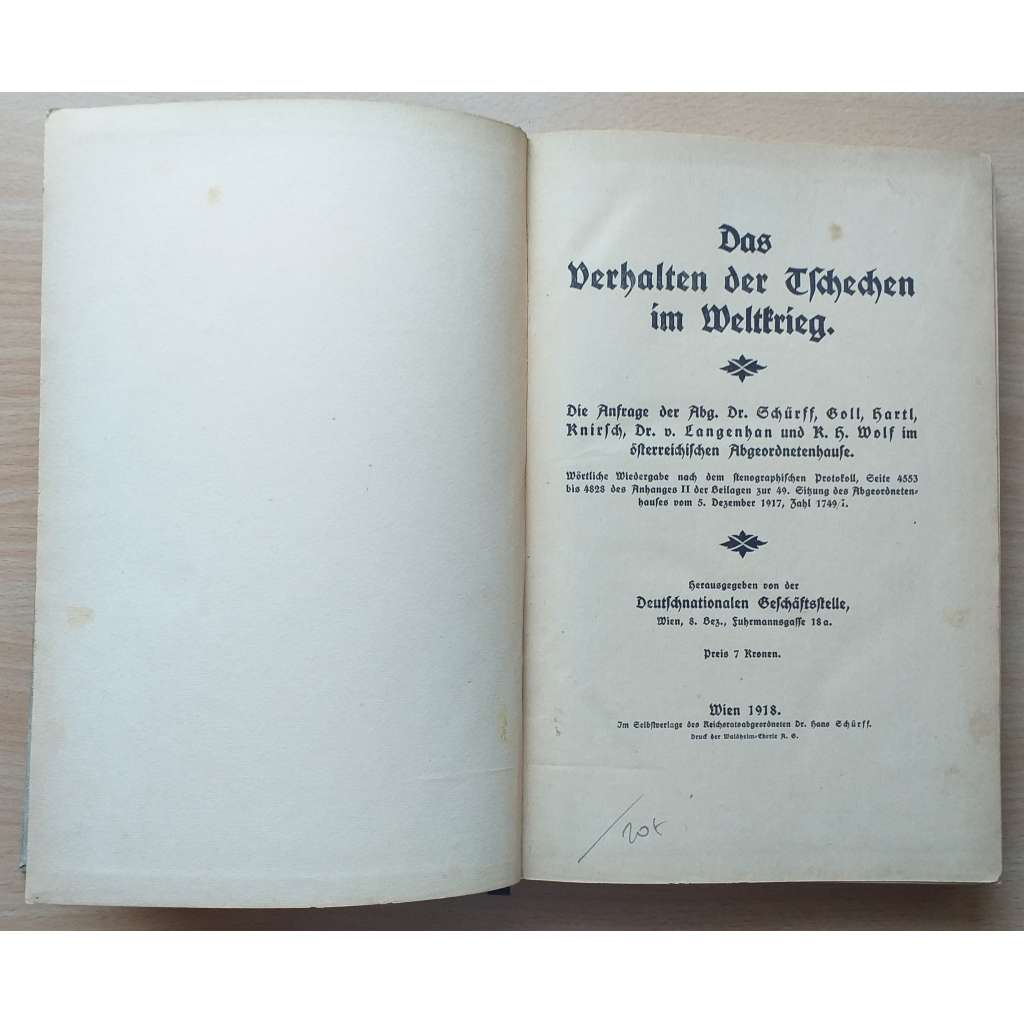 Das
Verhalten der Tschechen
im Weltkrieg.
Die Anfrage der Abg. Dr. Schürff, Goll, Hartl,
Knirsch, Dr. v. Langenhan und K. H. Wolf im
österreichischen Abgeordnetenhause.
Wörtliche Wiedergabe nach dem stenographischen Protokoll, Seite 4553
bis 4828 des Anhanges II der Beilagen zur 49. Sitzung des Abgeordneten-
hauses vom 5. Dezember 1917, Zahl 1749/I.
Herausgegeben von der
Deutschnationalen Geschäftsstelle,
Wien, 8. Bez., Fuhrmannsgasse 18a.
Preis 7 Kronen.
Wien 1918.
Im Selbstverlage des Reichsratsabgeordneten Dr. Hans Schürff.
Druck der Waldheim-Eberle A. G.